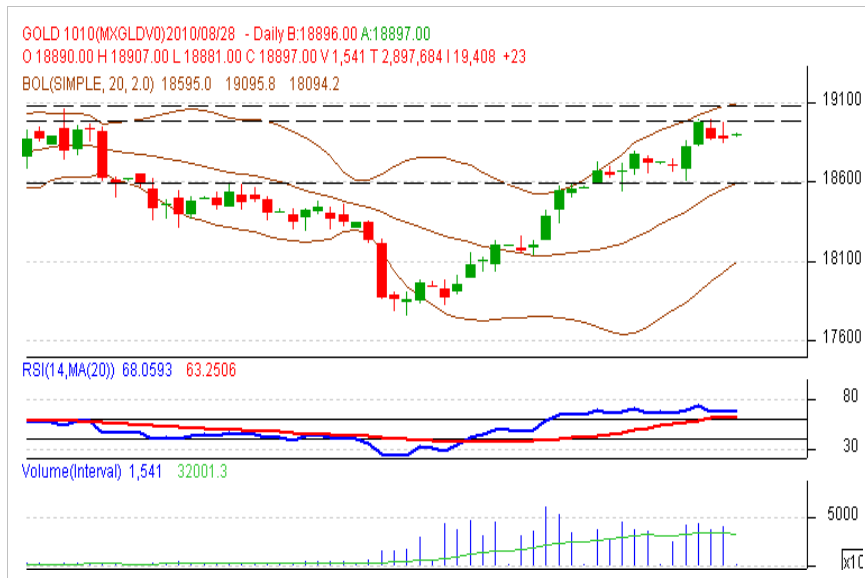 GOLD 1010(MXGLDV0)2010/08/28 - Daily B:18896.00 A:18897.00
O 18890.00 H 18907.00 L 18881.00 C 18897.00 V 1,541 T 2,897,684 I 19,408 +23
BOL(SIMPLE, 20, 2.0) 18595.0 19095.8 18094.2
19100
18600
18100
17600
RSI(14,MA(20)) 68.0593 63.2506
80
30
Volume(Interval) 1,541 32001.3
5000